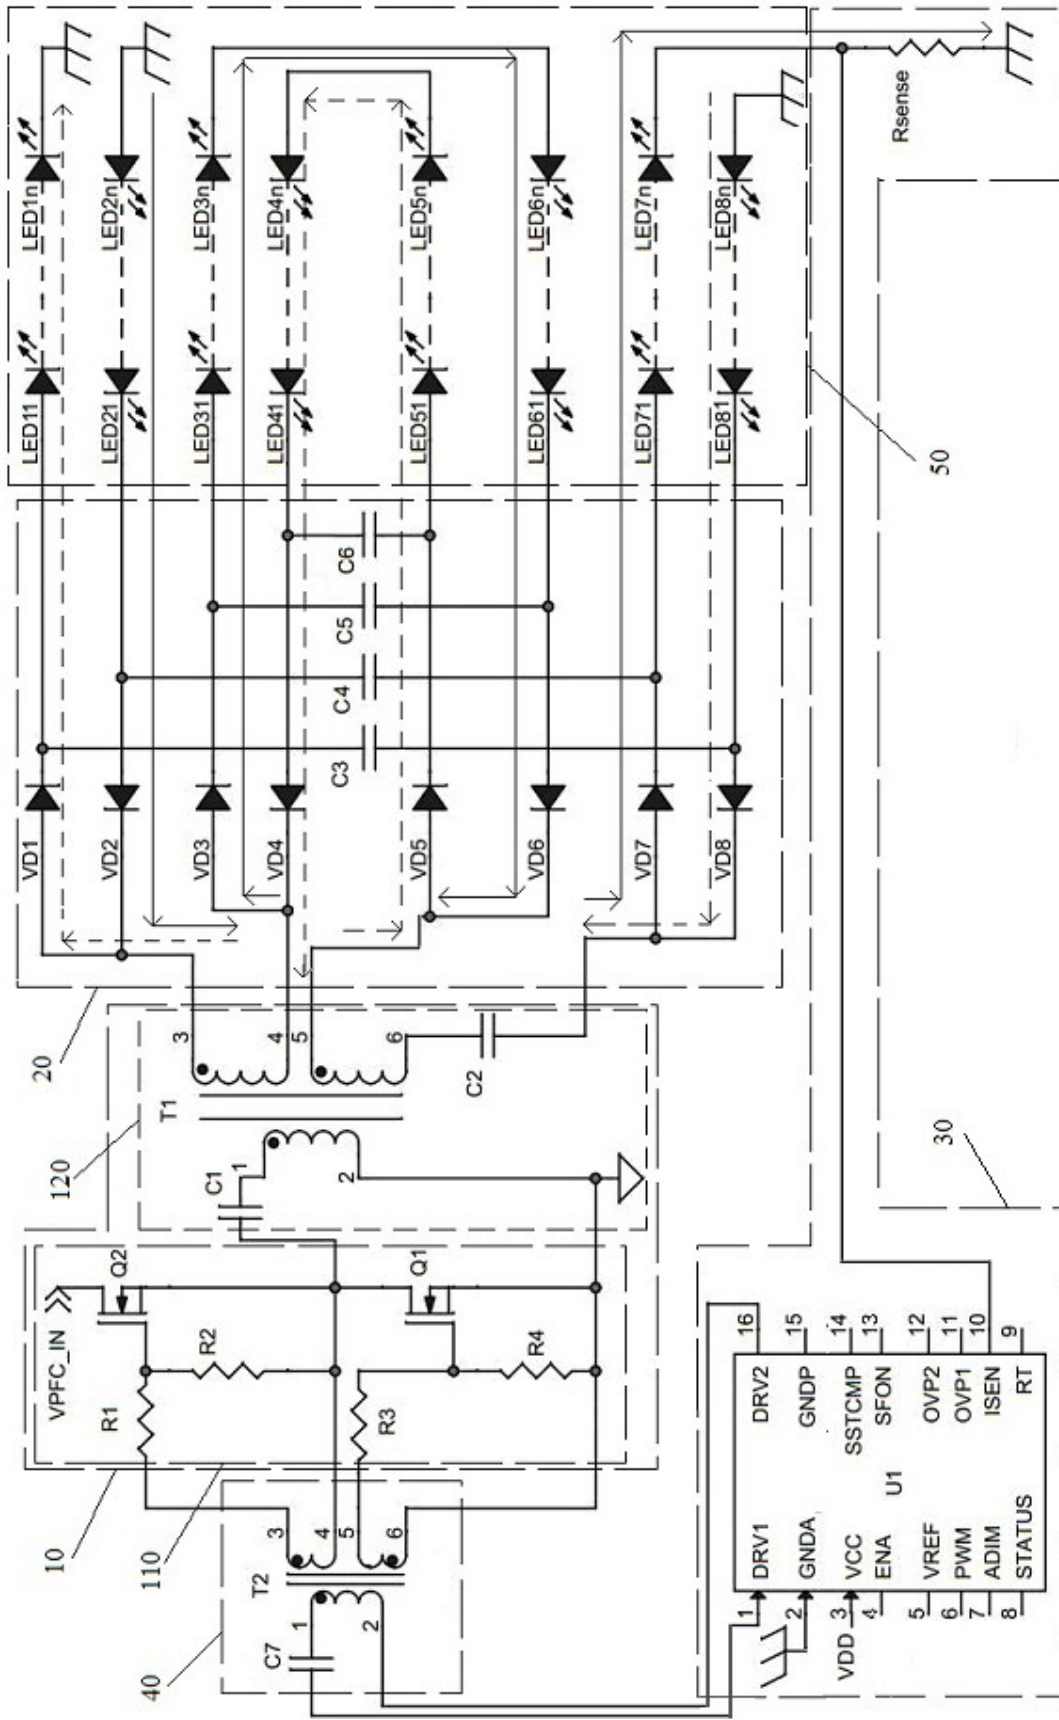 VPFC_IN
Q2
R1
R2
Q1
R3
R4
10
110
40
T2
1
2
3
4
5
6
C7
20
120
C1
1
2
T1
3
4
5
6
C2
VD1
VD2
VD3
VD4
VD5
VD6
VD7
VD8
C3
C4
C5
C6
LED11
LED1n
LED21
LED2n
LED31
LED3n
LED41
LED4n
LED51
LED5n
LED61
LED6n
LED71
LED7n
LED81
LED8n
50
Rsense
30
U1
1 DRV1
2 GNDA
VDD 3 VCC
4 ENA
5 VREF
6 PWM
7 ADIM
8 STATUS
DRV2 16
GNDP 15
SSTCMP 14
SFON 13
OVP2 12
OVP1 11
ISEN 10
RT 9